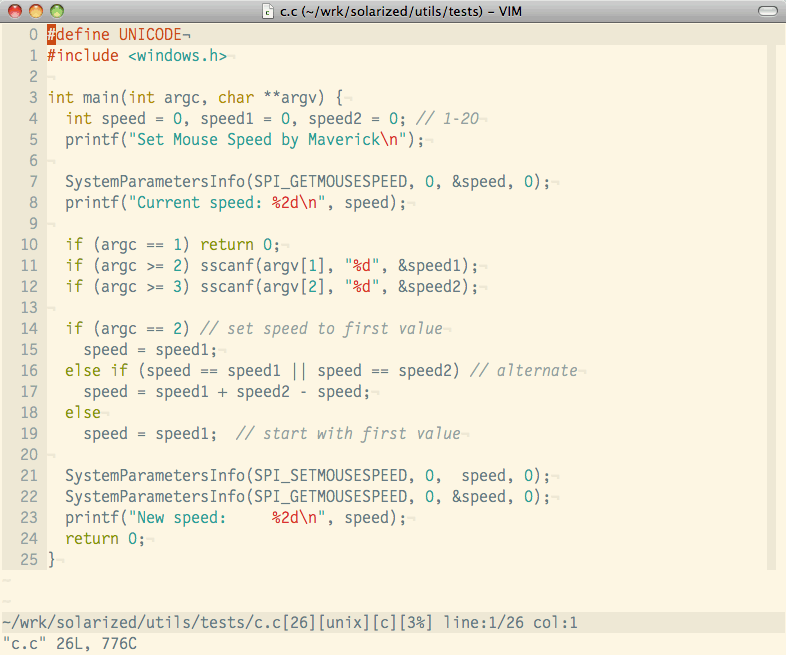 c.c (~/wrk/solarized/utils/tests) – VIM
0 #define UNICODE¬
1 #include <windows.h>¬
2 ¬
3 int main(int argc, char **argv) {¬
4   int speed = 0, speed1 = 0, speed2 = 0; // 1-20¬
5   printf("Set Mouse Speed by Maverick\n");¬
6 ¬
7   SystemParametersInfo(SPI_GETMOUSESPEED, 0, &speed, 0);¬
8   printf("Current speed: %2d\n", speed);¬
9 ¬
10   if (argc == 1) return 0;¬
11   if (argc >= 2) sscanf(argv[1], "%d", &speed1);¬
12   if (argc >= 3) sscanf(argv[2], "%d", &speed2);¬
13 ¬
14   if (argc == 2) // set speed to first value¬
15     speed = speed1;¬
16   else if (speed == speed1 || speed == speed2) // alternate¬
17     speed = speed1 + speed2 - speed;¬
18   else¬
19     speed = speed1;  // start with first value¬
20 ¬
21   SystemParametersInfo(SPI_SETMOUSESPEED, 0,  speed, 0);¬
22   SystemParametersInfo(SPI_GETMOUSESPEED, 0, &speed, 0);¬
23   printf("New speed:     %2d\n", speed);¬
24   return 0;¬
25 }¬
~/wrk/solarized/utils/tests/c.c[26][unix][c][3%] line:1/26 col:1
"c.c" 26L, 776C